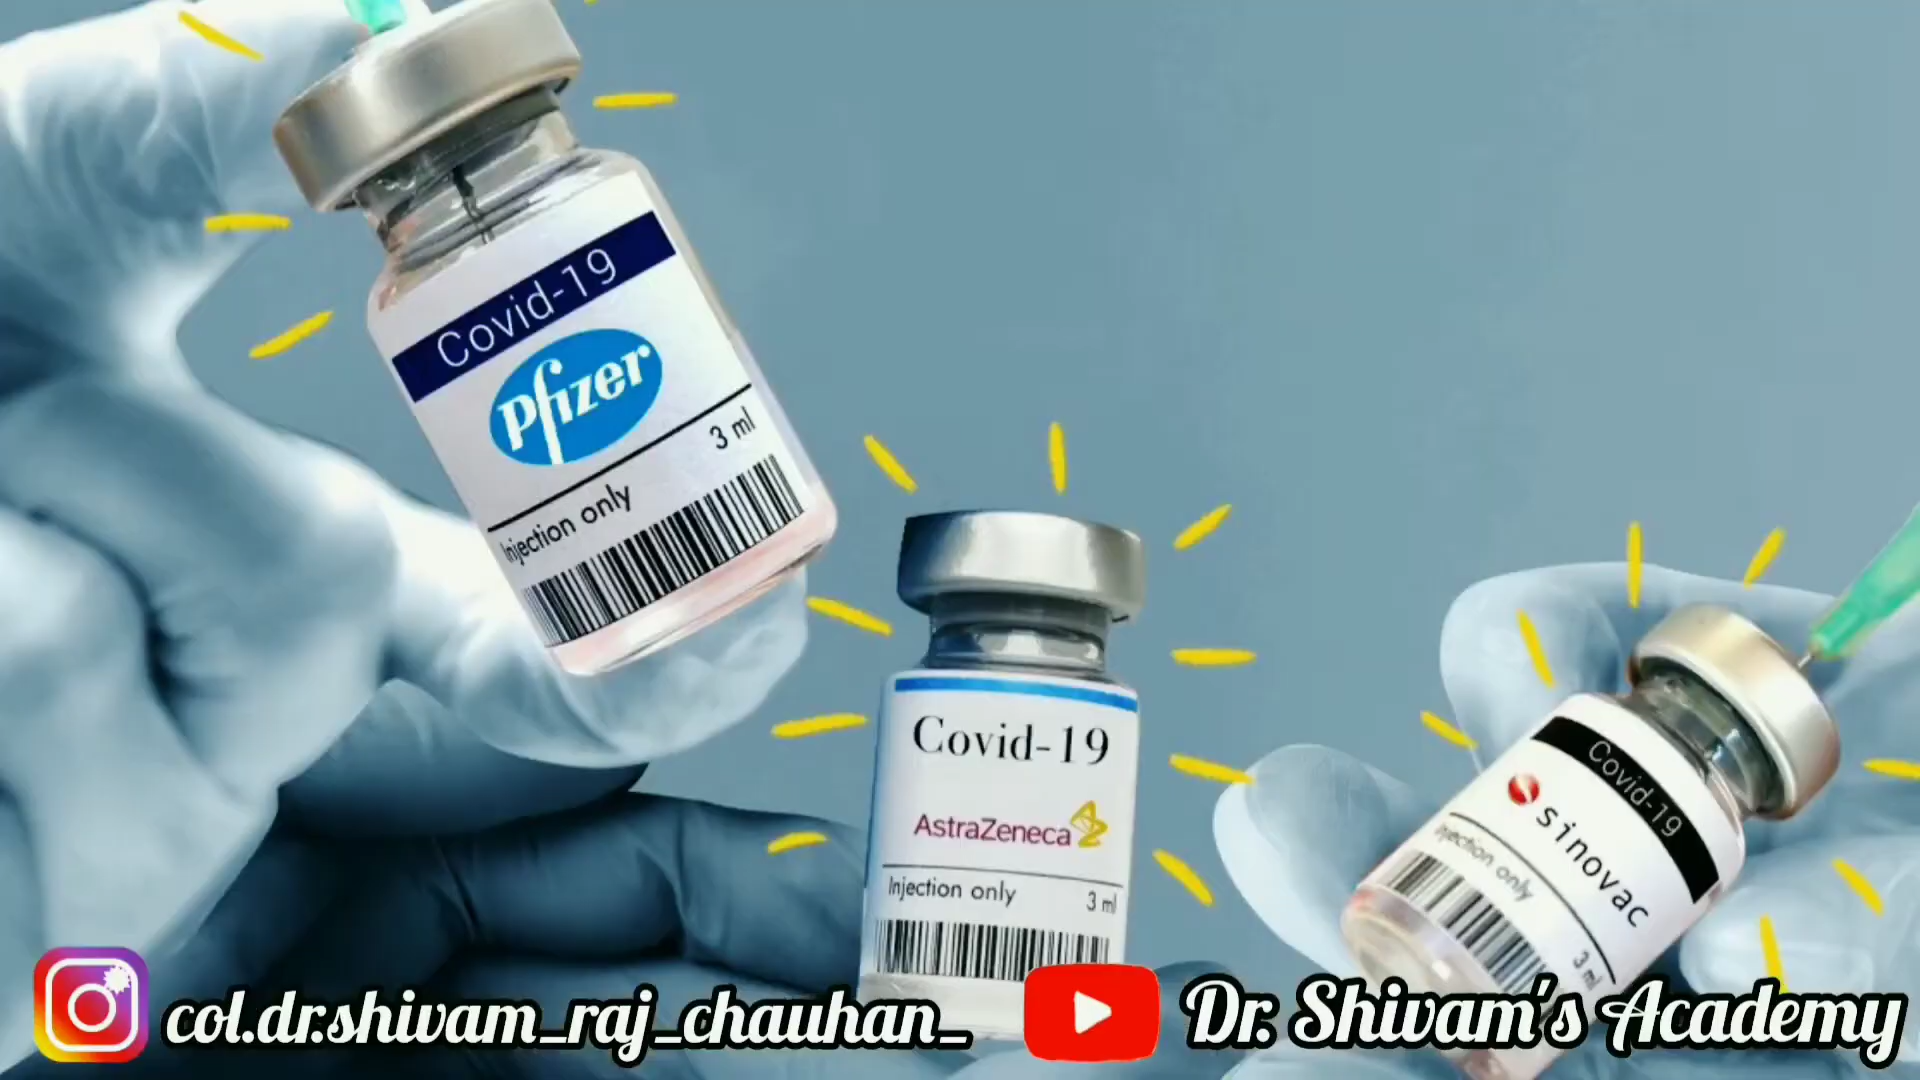 Covid-19
Pfizer
3 ml
Injection only
Covid-19
AstraZeneca
Injection only 3 ml
Covid-19
sinovac
Injection only
3 ml
col.dr.shivam_raj_chauhan_
Dr. Shivam's Academy